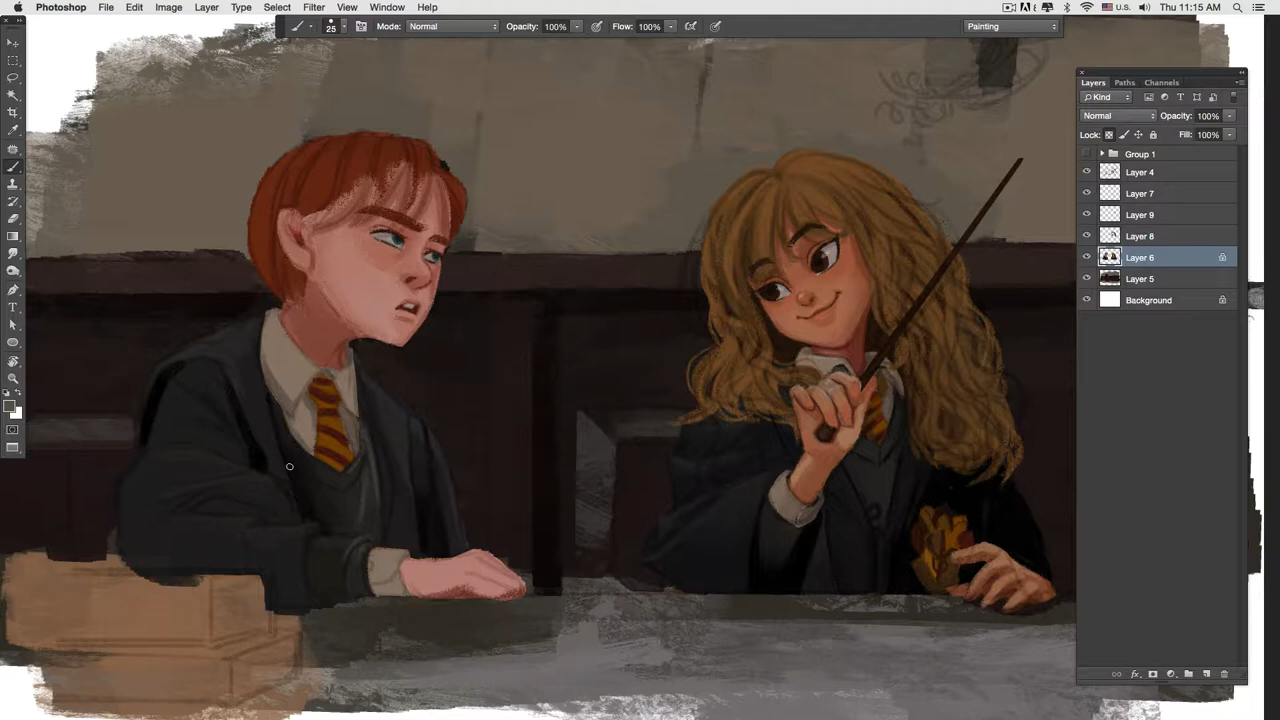 Photoshop File Edit Image Layer Type Select Filter View Window Help U.S. Thu 11:15 AM
25 Mode: Normal Opacity: 100% Flow: 100% Painting
Layers Paths Channels
Kind
Normal Opacity: 100%
Lock: Fill: 100%
Group 1
Layer 4
Layer 7
Layer 9
Layer 8
Layer 6
Layer 5
Background
fx